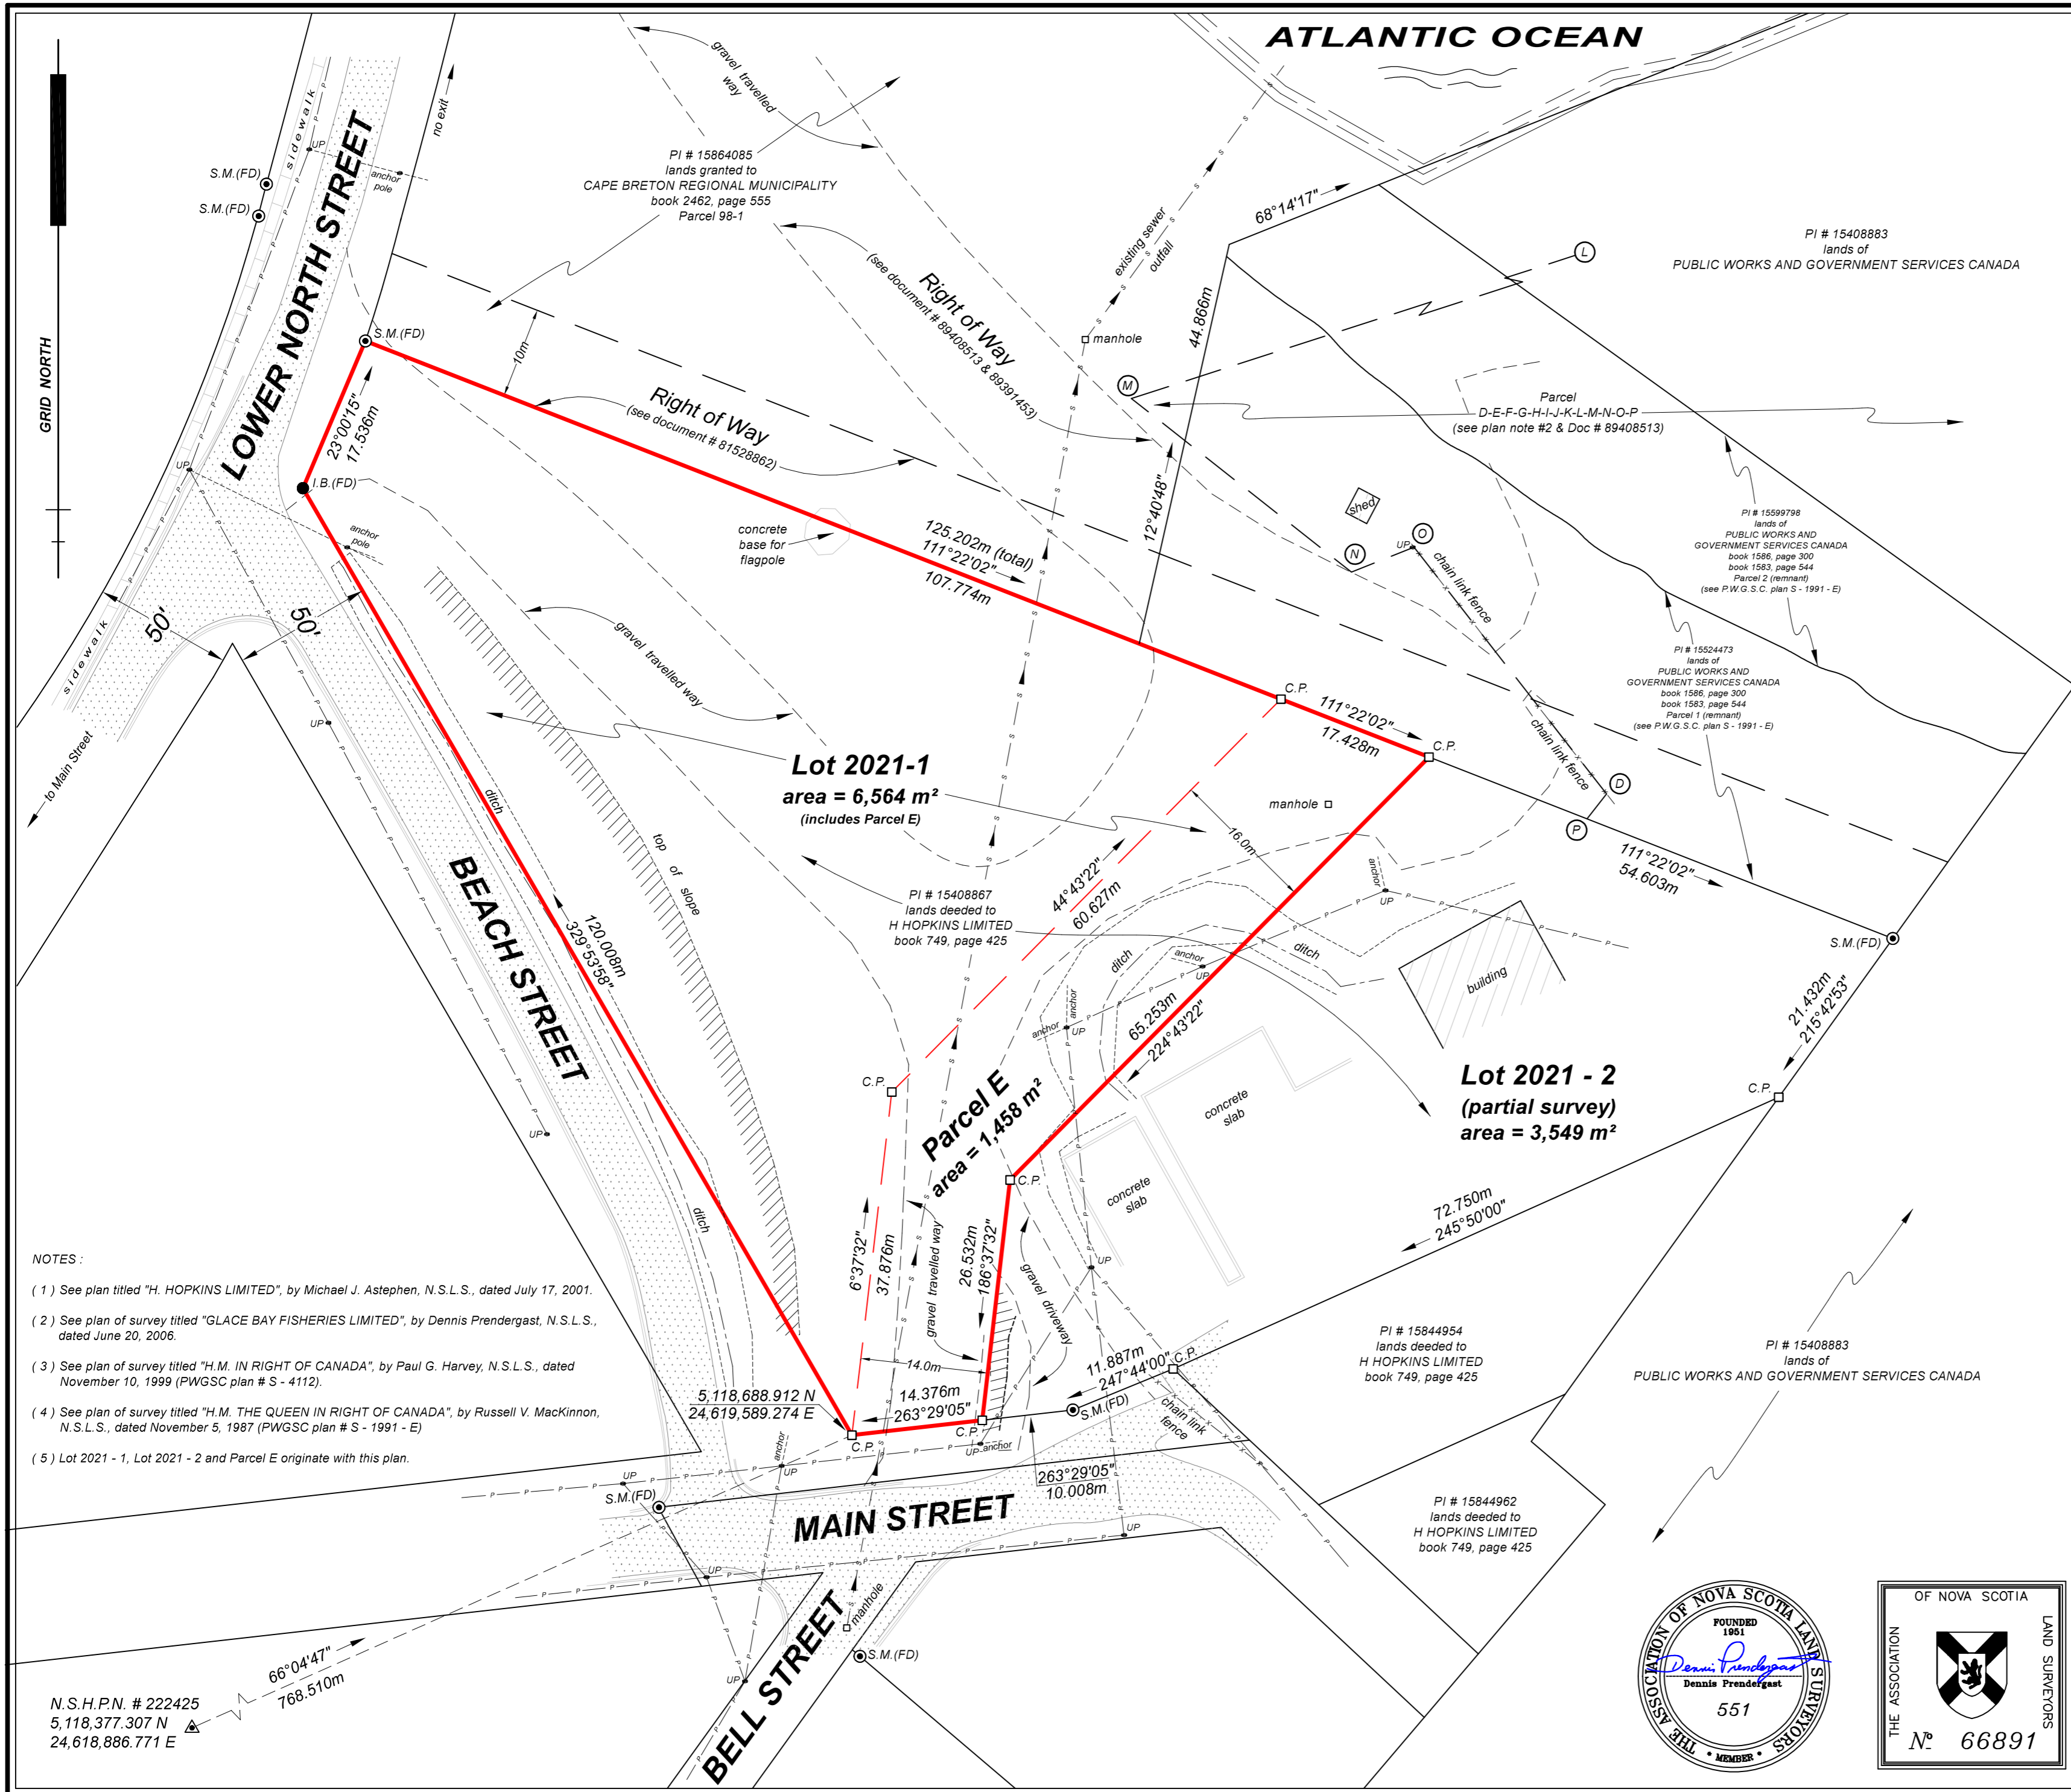 ATLANTIC OCEAN
GRID NORTH
sidewalk
no exit
gravel travelled
way
UP
anchor
pole
S.M.(FD)
S.M.(FD)
LOWER NORTH STREET
PI # 15864085
lands granted to
CAPE BRETON REGIONAL MUNICIPALITY
book 2462, page 555
Parcel 98-1
existing sewer
outfall
68°14'17"
PI # 15408883
lands of
PUBLIC WORKS AND GOVERNMENT SERVICES CANADA
L
S.M.(FD)
10m
Right of Way
(see document # 89408513 & 89391453)
manhole
44.866m
12°40'48"
M
Parcel
D-E-F-G-H-I-J-K-L-M-N-O-P
(see plan note #2 & Doc # 89408513)
Right of Way
(see document # 81528862)
23°00'15"
17.536m
I.B.(FD)
UP
anchor
pole
concrete
base for
flagpole
125.202m (total)
111°22'02"
107.774m
shed
N
O
UP
chain link fence
PI # 15599798
lands of
PUBLIC WORKS AND
GOVERNMENT SERVICES CANADA
book 1586, page 300
book 1583, page 544
Parcel 2 (remnant)
(see P.W.G.S.C. plan S - 1991 - E)
50'
50'
sidewalk
to Main Street
gravel travelled way
UP
PI # 15524473
lands of
PUBLIC WORKS AND
GOVERNMENT SERVICES CANADA
book 1586, page 300
book 1583, page 544
Parcel 1 (remnant)
(see P.W.G.S.C. plan S - 1991 - E)
C.P.
111°22'02"
17.428m
C.P.
chain link fence
D
P
Lot 2021-1
area = 6,564 m²
(includes Parcel E)
manhole
16.0m
ditch
top of slope
BEACH STREET
120.008m
329°53'58"
PI # 15408867
lands deeded to
H HOPKINS LIMITED
book 749, page 425
44°43'22"
60.627m
anchor
UP
111°22'02"
54.603m
S.M.(FD)
ditch
anchor
UP
ditch
building
anchor
anchor
UP
65.253m
224°43'22"
21.432m
215°42'53"
C.P.
C.P.
UP
Parcel E
area = 1,458 m²
concrete
slab
Lot 2021 - 2
(partial survey)
area = 3,549 m²
C.P.
concrete
slab
ditch
6°37'32"
37.876m
gravel travelled way
26.532m
186°37'32"
gravel driveway
UP
72.750m
245°50'00"
NOTES :
( 1 ) See plan titled "H. HOPKINS LIMITED", by Michael J. Astephen, N.S.L.S., dated July 17, 2001.
( 2 ) See plan of survey titled "GLACE BAY FISHERIES LIMITED", by Dennis Prendergast, N.S.L.S.,
dated June 20, 2006.
( 3 ) See plan of survey titled "H.M. IN RIGHT OF CANADA", by Paul G. Harvey, N.S.L.S., dated
November 10, 1999 (PWGSC plan # S - 4112).
( 4 ) See plan of survey titled "H.M. THE QUEEN IN RIGHT OF CANADA", by Russell V. MacKinnon,
N.S.L.S., dated November 5, 1987 (PWGSC plan # S - 1991 - E)
( 5 ) Lot 2021 - 1, Lot 2021 - 2 and Parcel E originate with this plan.
14.0m
11.887m
247°44'00"
C.P.
5,118,688.912 N
24,619,589.274 E
14.376m
263°29'05"
C.P.
C.P.
S.M.(FD)
chain link
fence
PI # 15844954
lands deeded to
H HOPKINS LIMITED
book 749, page 425
PI # 15408883
lands of
PUBLIC WORKS AND GOVERNMENT SERVICES CANADA
anchor
UP
UP
anchor
UP
S.M.(FD)
263°29'05"
10.008m
MAIN STREET
UP
UP
PI # 15844962
lands deeded to
H HOPKINS LIMITED
book 749, page 425
manhole
BELL STREET
S.M.(FD)
UP
66°04'47"
768.510m
N.S.H.P.N. # 222425
5,118,377.307 N
24,618,886.771 E
THE ASSOCIATION OF NOVA SCOTIA LAND SURVEYORS
FOUNDED
1951
Dennis Prendergast
Dennis Prendergast
551
MEMBER
THE ASSOCIATION
OF NOVA SCOTIA
LAND SURVEYORS
Nº 66891